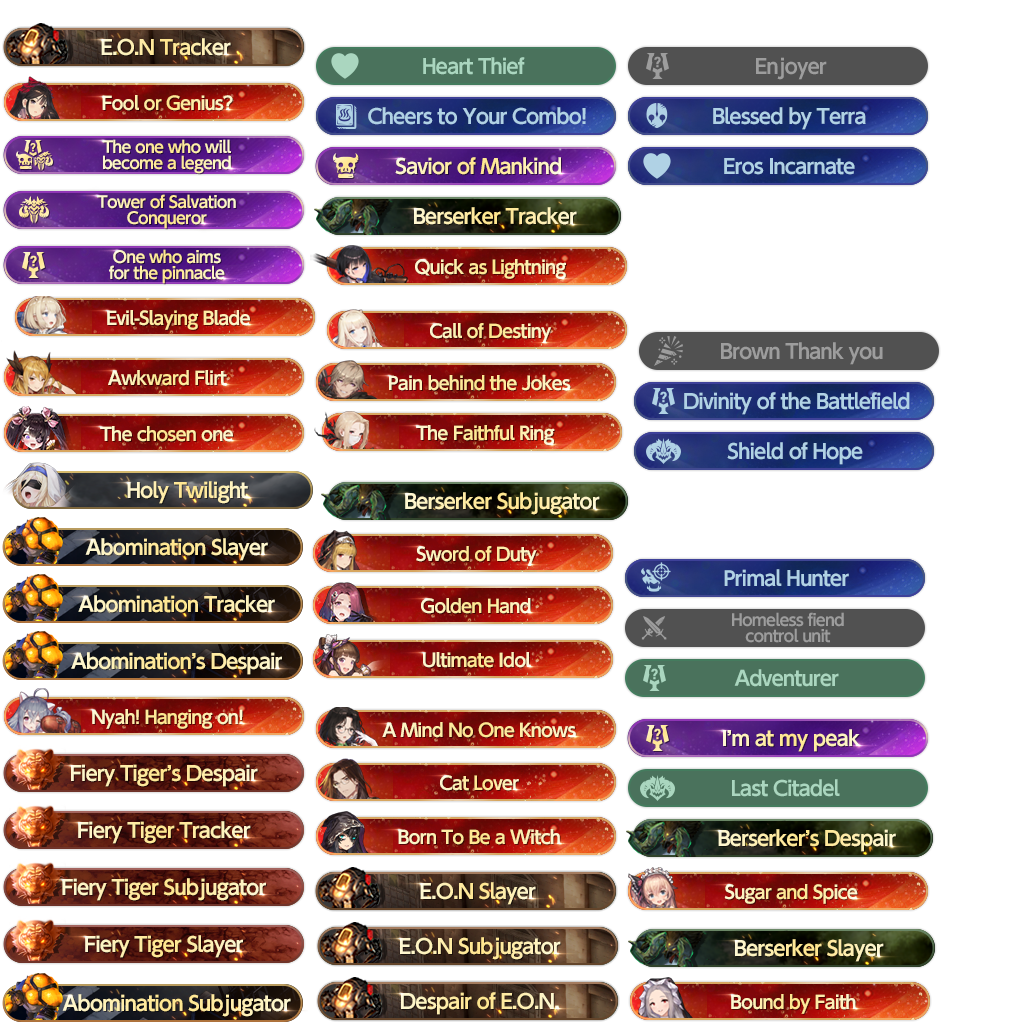 E.O.N Tracker
Fool or Genius?
The one who will
become a legend
Tower of Salvation
Conqueror
One who aims
for the pinnacle
Evil-Slaying Blade
Awkward Flirt
The chosen one
Holy Twilight
Abomination Slayer
Abomination Tracker
Abomination's Despair
Nyah! Hanging on!
Fiery Tiger's Despair
Fiery Tiger Tracker
Fiery Tiger Subjugator
Fiery Tiger Slayer
Abomination Subjugator
Heart Thief
Cheers to Your Combo!
Savior of Mankind
Berserker Tracker
Quick as Lightning
Call of Destiny
Pain behind the Jokes
The Faithful Ring
Berserker Subjugator
Sword of Duty
Golden Hand
Ultimate Idol
A Mind No One Knows
Cat Lover
Born To Be a Witch
E.O.N Slayer
E.O.N Subjugator
Despair of E.O.N.
Enjoyer
Blessed by Terra
Eros Incarnate
Brown Thank you
Divinity of the Battlefield
Shield of Hope
Primal Hunter
Homeless fiend
control unit
Adventurer
I'm at my peak
Last Citadel
Berserker's Despair
Sugar and Spice
Berserker Slayer
Bound by Faith